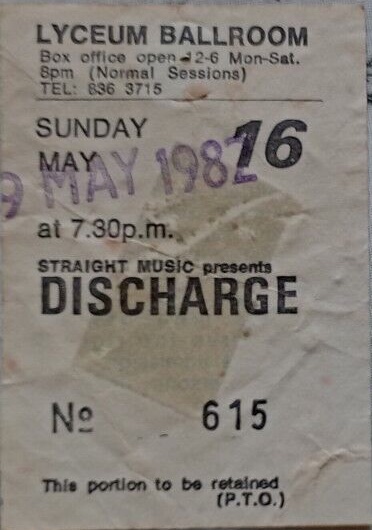 LYCEUM BALLROOM
Box office open 12-6 Mon-Sat.
8pm (Normal Sessions)
TEL: 836 3715
SUNDAY
MAY 16
9 MAY 1982
at 7.30p.m.
STRAIGHT MUSIC presents
DISCHARGE
Nº 615
This portion to be retained
(P.T.O.)